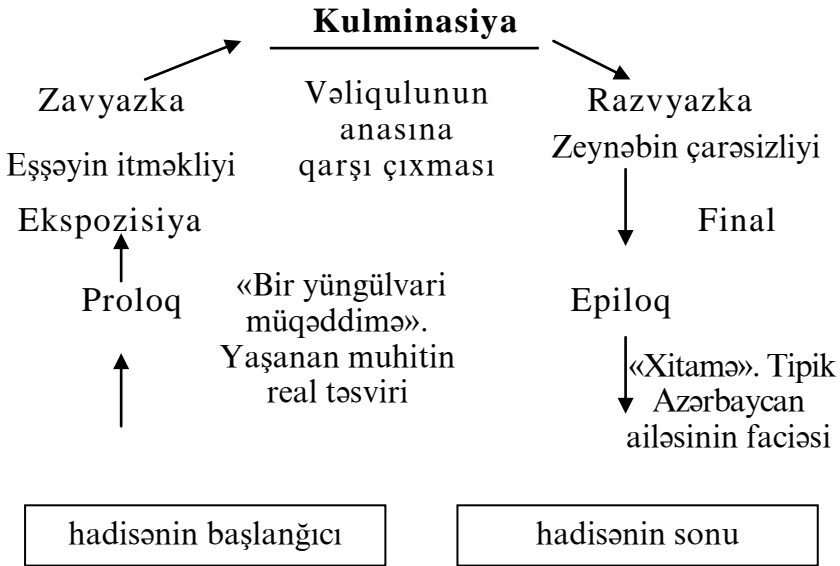 Kulminasiya
Zavyazka
Vəliqulunun
anasına
qarşı çıxması
Razvyazka
Eşşəyin itməkliyi
Zeynəbin çarəsizliyi
Ekspozisiya
Final
Proloq
«Bir yüngülvari
müqəddimə».
Yaşanan muhitin
real təsviri
Epiloq
«Xitamə». Tipik
Azərbaycan
ailəsinin faciəsi
hadisənin başlanğıcı
hadisənin sonu